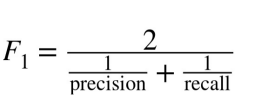 F₁ = 2 / (1/precision + 1/recall)